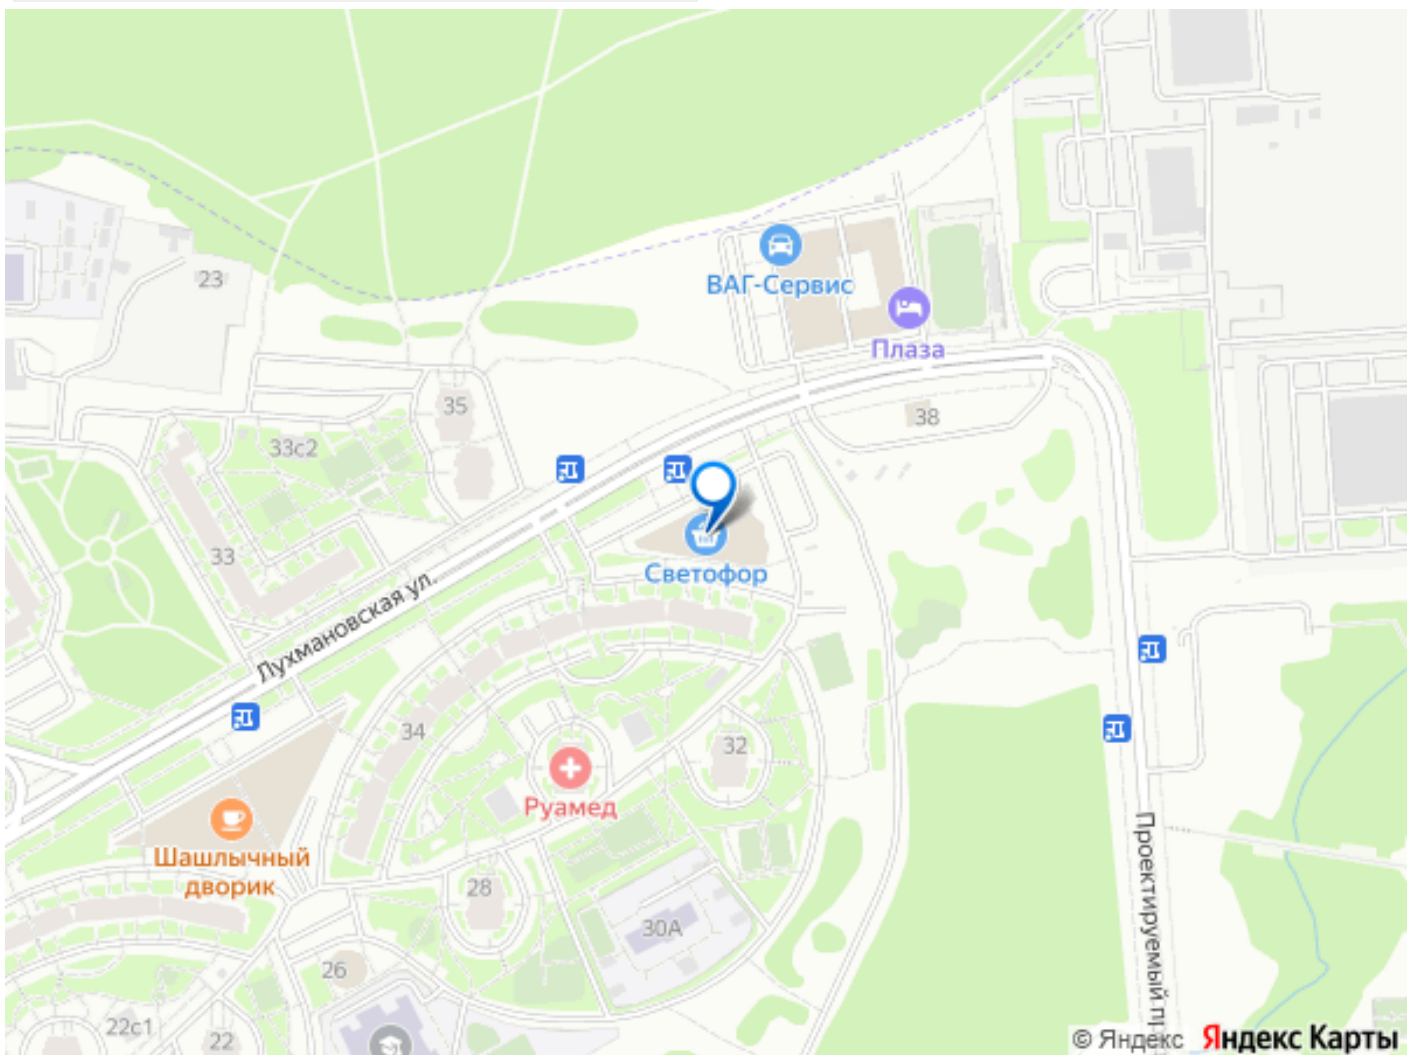 23
ВАГ-Сервис
Плаза
35
38
33с2
33
Светофор
Лухмановская ул.
34
32
Руамед
Шашлычный
дворик
28
30А
Проектируемый пр
26
22с1
22
© Яндекс Яндекс Карты